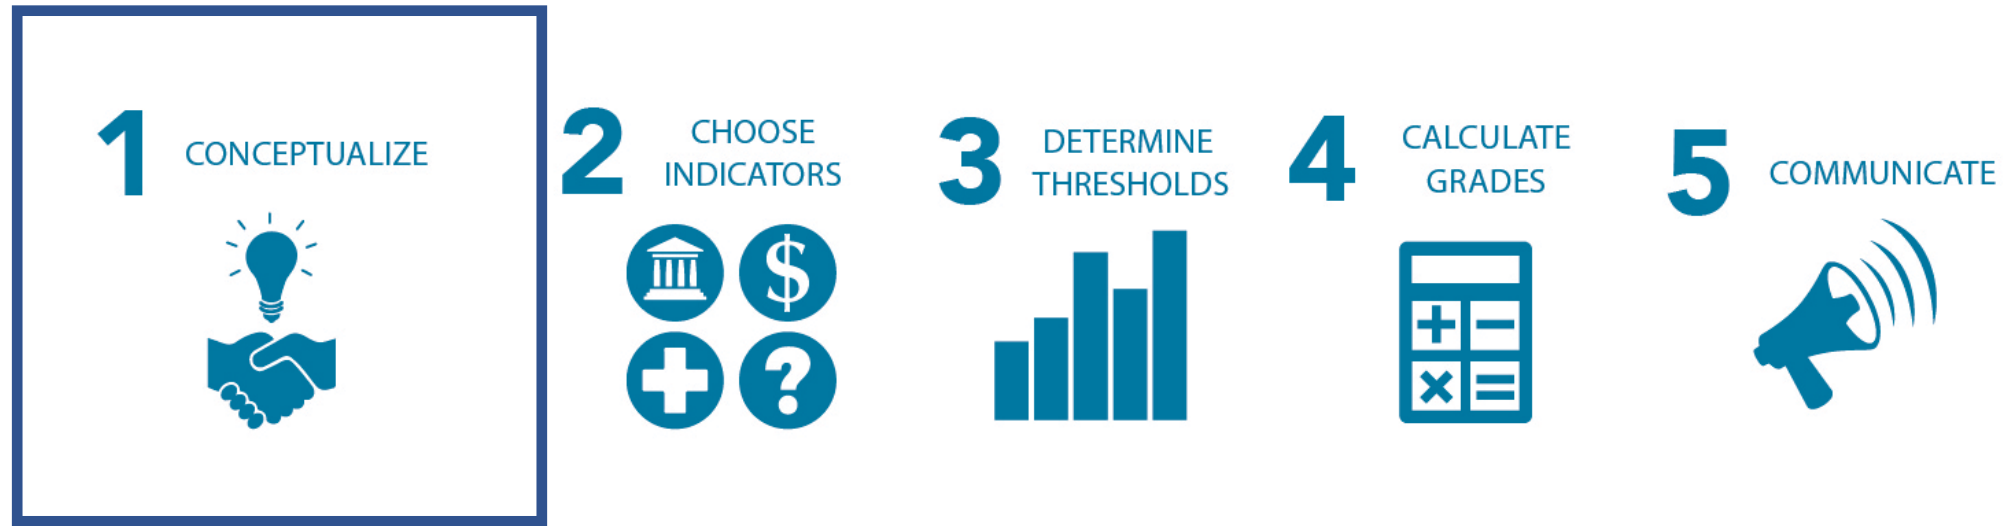 1 CONCEPTUALIZE
2 CHOOSE
INDICATORS
3 DETERMINE
THRESHOLDS
4 CALCULATE
GRADES
5 COMMUNICATE